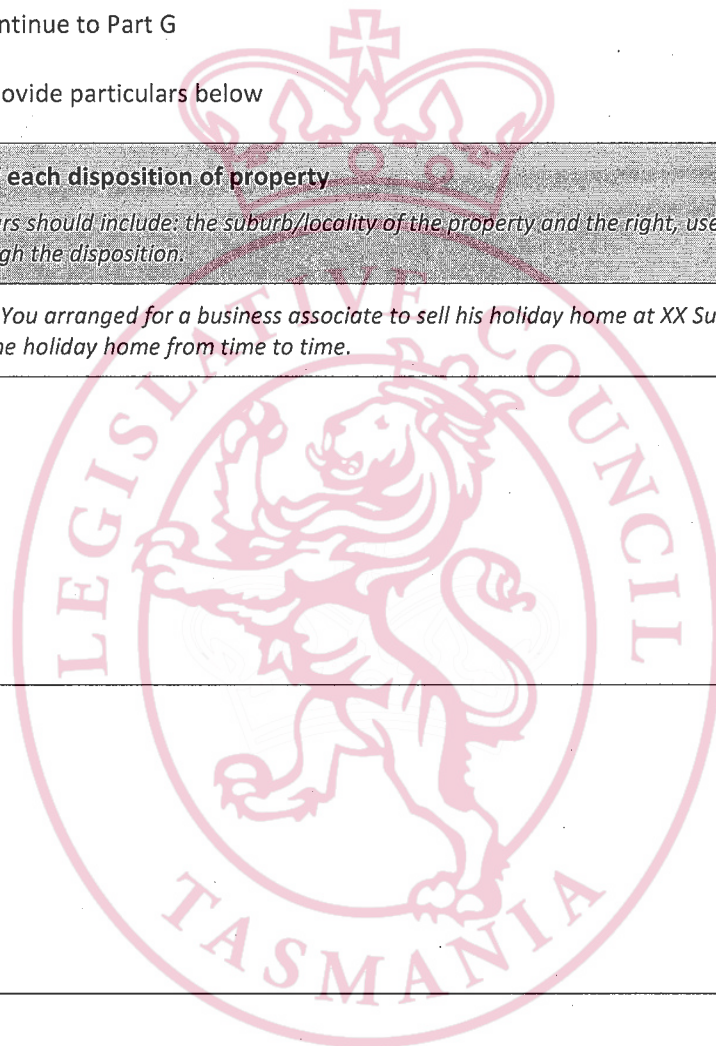 ntinue to Part G
ovide particulars below
each disposition of property
rs should include: the suburb/locality of the property and the right, use
gh the disposition.
You arranged for a business associate to sell his holiday home at XX Su
ne holiday home from time to time.
LEGISLATIVE COUNCIL
TASMANIA